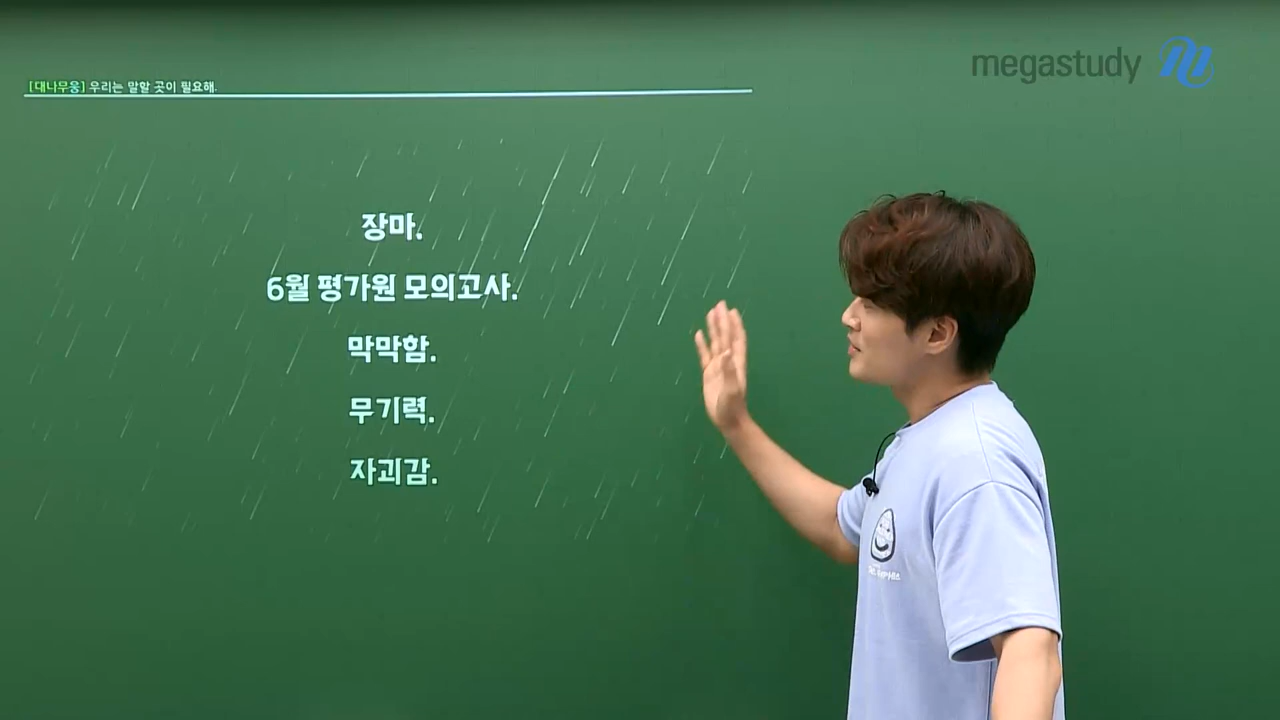 megastudy
[대나무웅] 우리는 말할 곳이 필요해.
장마.
6월 평가원 모의고사.
막막함.
무기력.
자괴감.